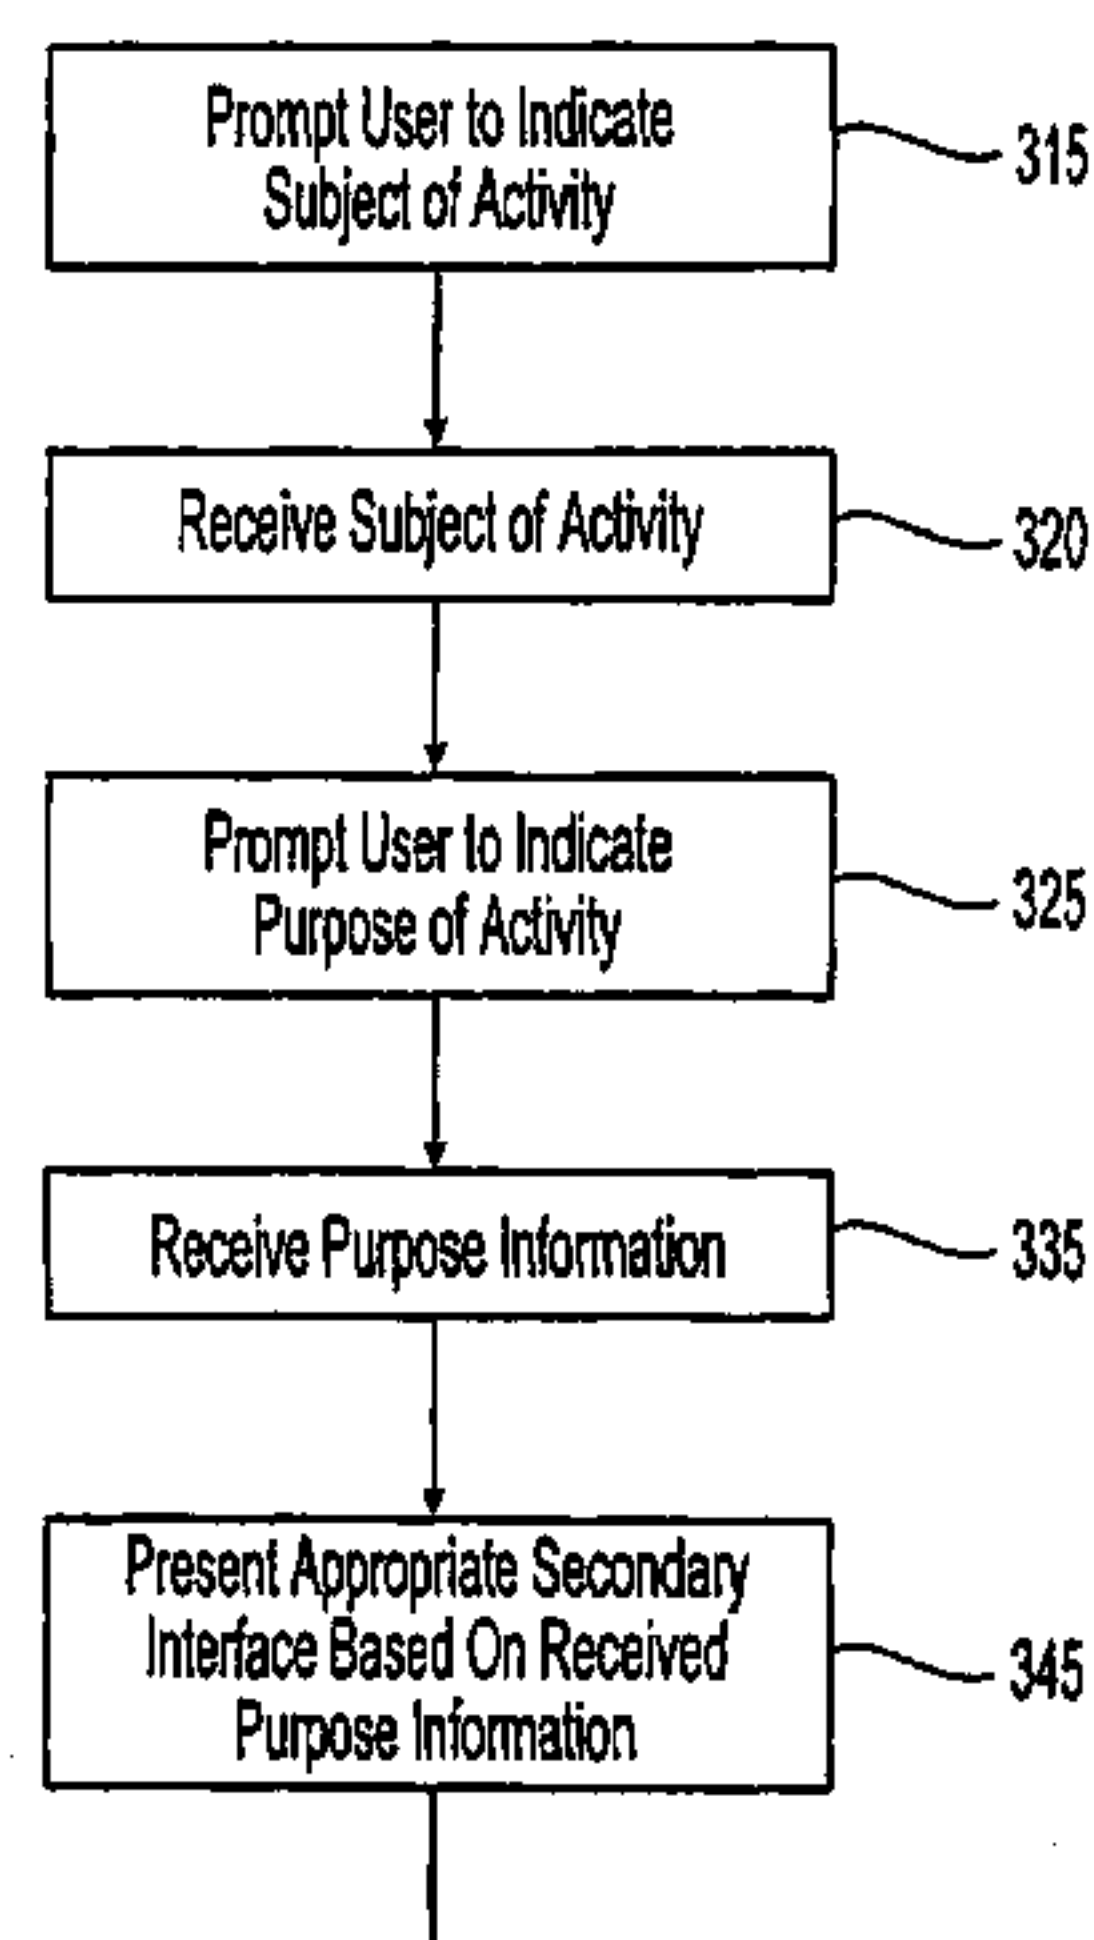 Prompt User to Indicate
Subject of Activity
315
Receive Subject of Activity
320
Prompt User to Indicate
Purpose of Activity
325
Receive Purpose Information
335
Present Appropriate Secondary
Interface Based On Received
Purpose Information
345